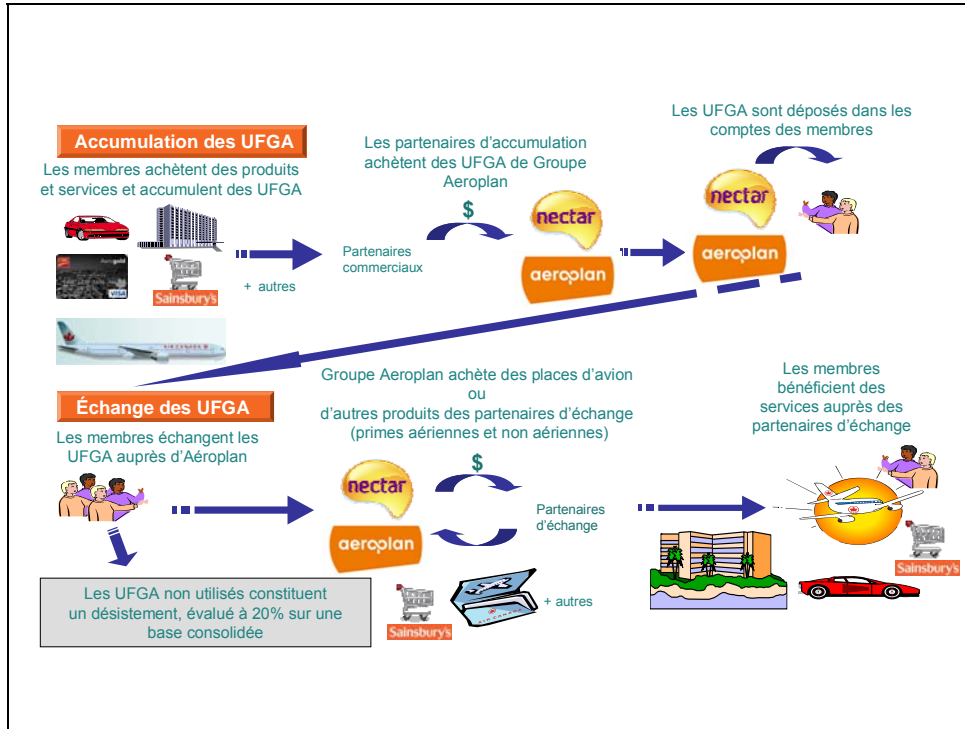 Accumulation des UFGA
Les membres achètent des produits
et services et accumulent des UFGA
Sainsbury's
+ autres
VISA
AIR CANADA
Les partenaires d'accumulation
achètent des UFGA de Groupe
Aeroplan
$
Partenaires
commerciaux
nectar
aeroplan
Les UFGA sont déposés dans les
comptes des membres
nectar
aeroplan
Échange des UFGA
Les membres échangent les
UFGA auprès d'Aéroplan
Les UFGA non utilisés constituent
un désistement, évalué à 20% sur une
base consolidée
Groupe Aeroplan achète des places d'avion
ou
d'autres produits des partenaires d'échange
(primes aériennes et non aériennes)
$
nectar
aeroplan
Partenaires
d'échange
Sainsbury's
AIR CANADA
+ autres
Les membres
bénéficient des
services auprès des
partenaires d'échange
Sainsbury's